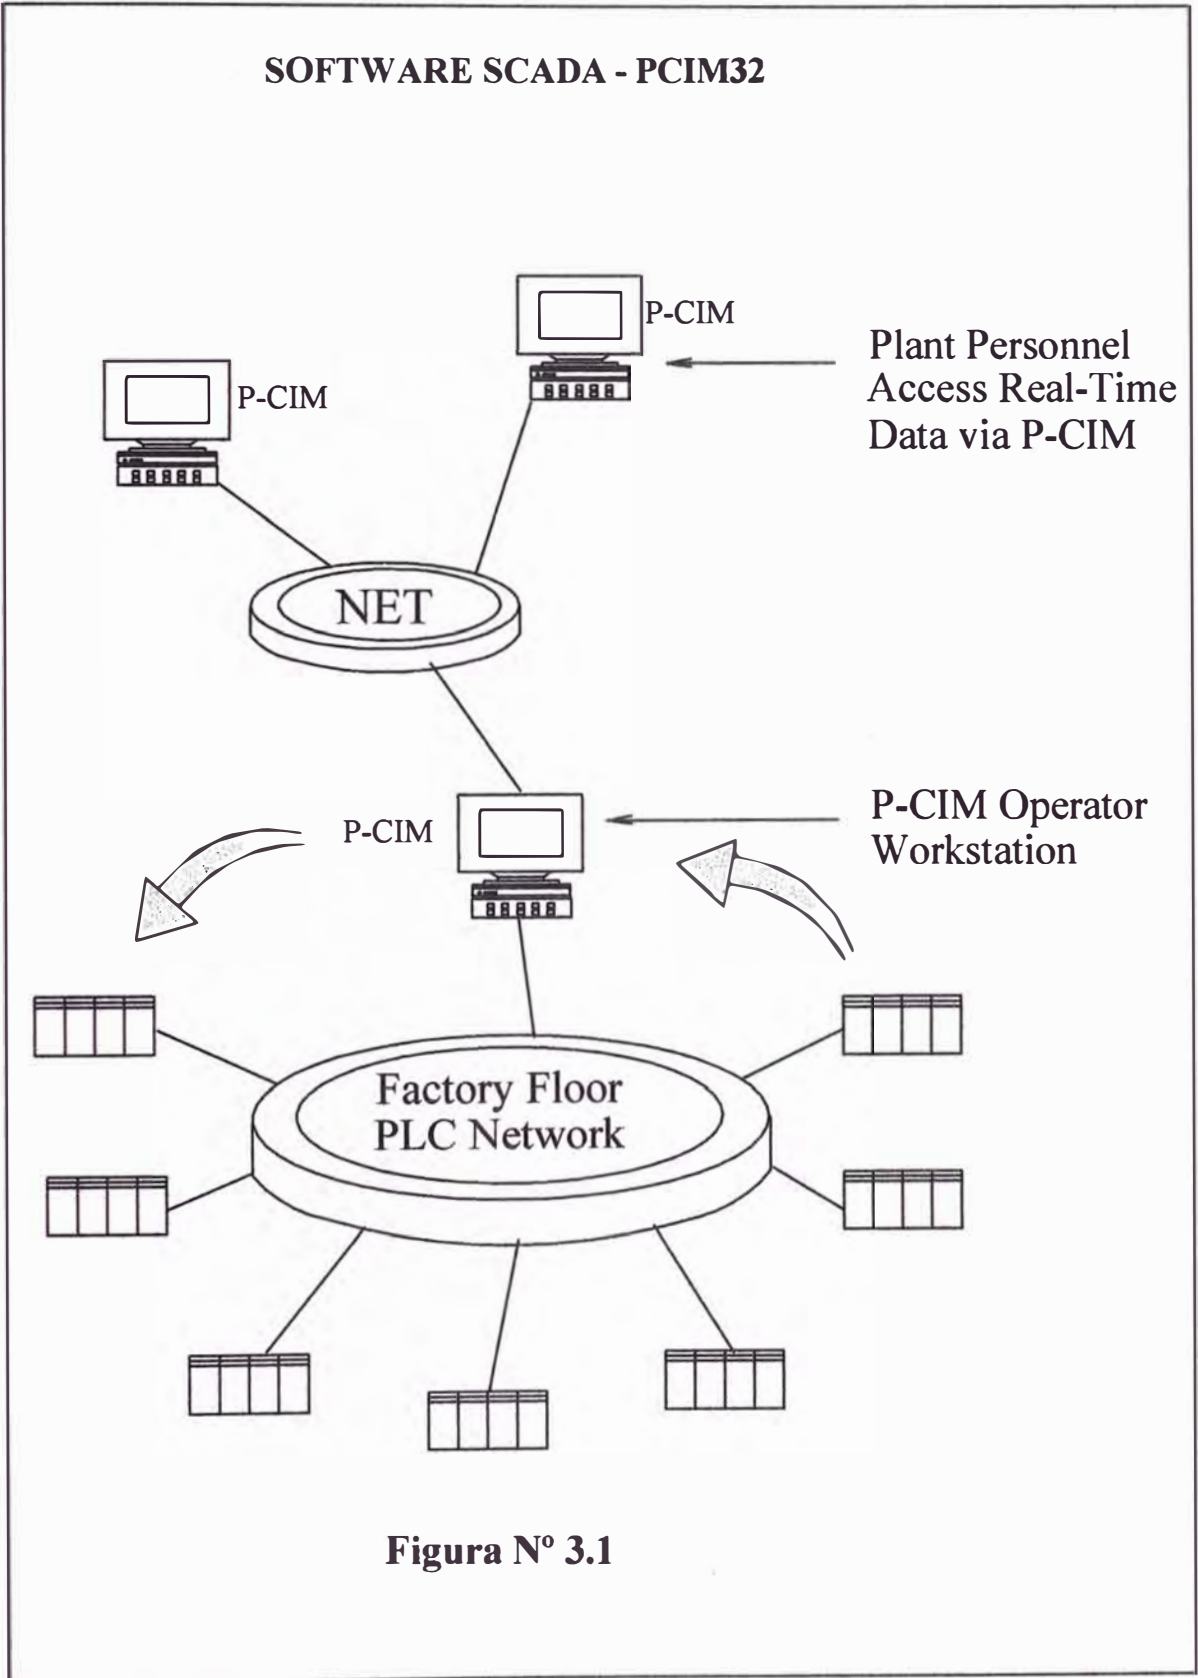 SOFTWARE SCADA - PCIM32
P-CIM
P-CIM
Plant Personnel
Access Real-Time
Data via P-CIM
NET
P-CIM
P-CIM Operator
Workstation
Factory Floor
PLC Network
Figura Nº 3.1